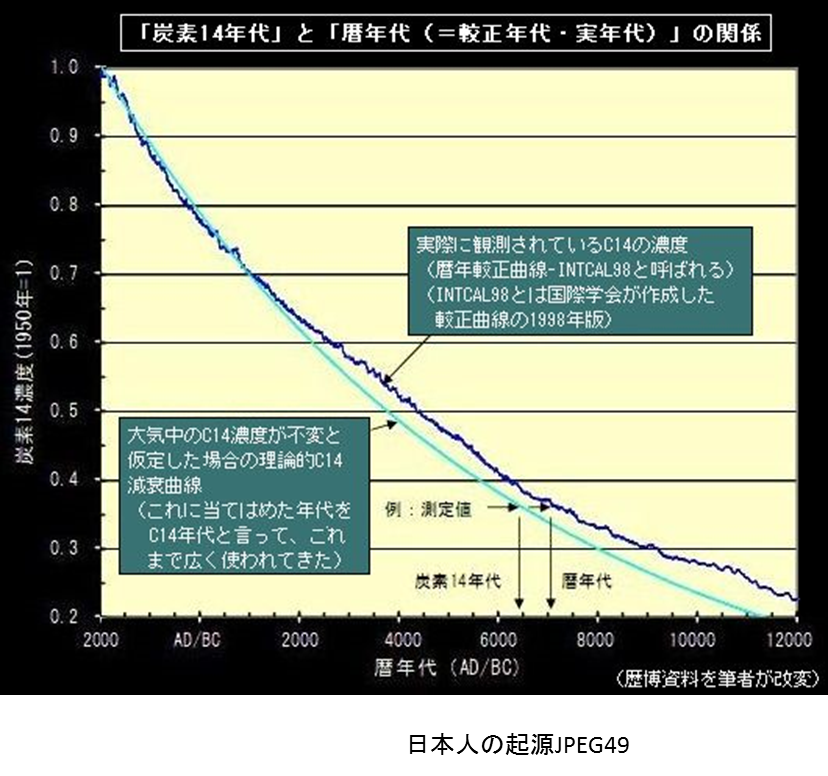 「炭素14年代」と「暦年代（＝較正年代・実年代）」の関係
炭素14濃度(1950年=1)
1.0
0.9
0.8
0.7
0.6
0.5
0.4
0.3
0.2
実際に観測されているC14の濃度
（暦年較正曲線-INTCAL98と呼ばれる）
（INTCAL98とは国際学会が作成した
較正曲線の1998年版）
大気中のC14濃度が不変と
仮定した場合の理論的C14
減衰曲線
（これに当てはめた年代を
C14年代と言って、これ
まで広く使われてきた）
例：測定値
炭素14年代
暦年代
2000 AD/BC 2000 4000 6000 8000 10000 12000
暦年代 (AD/BC)
（歴博資料を筆者が改変）
日本人の起源JPEG49